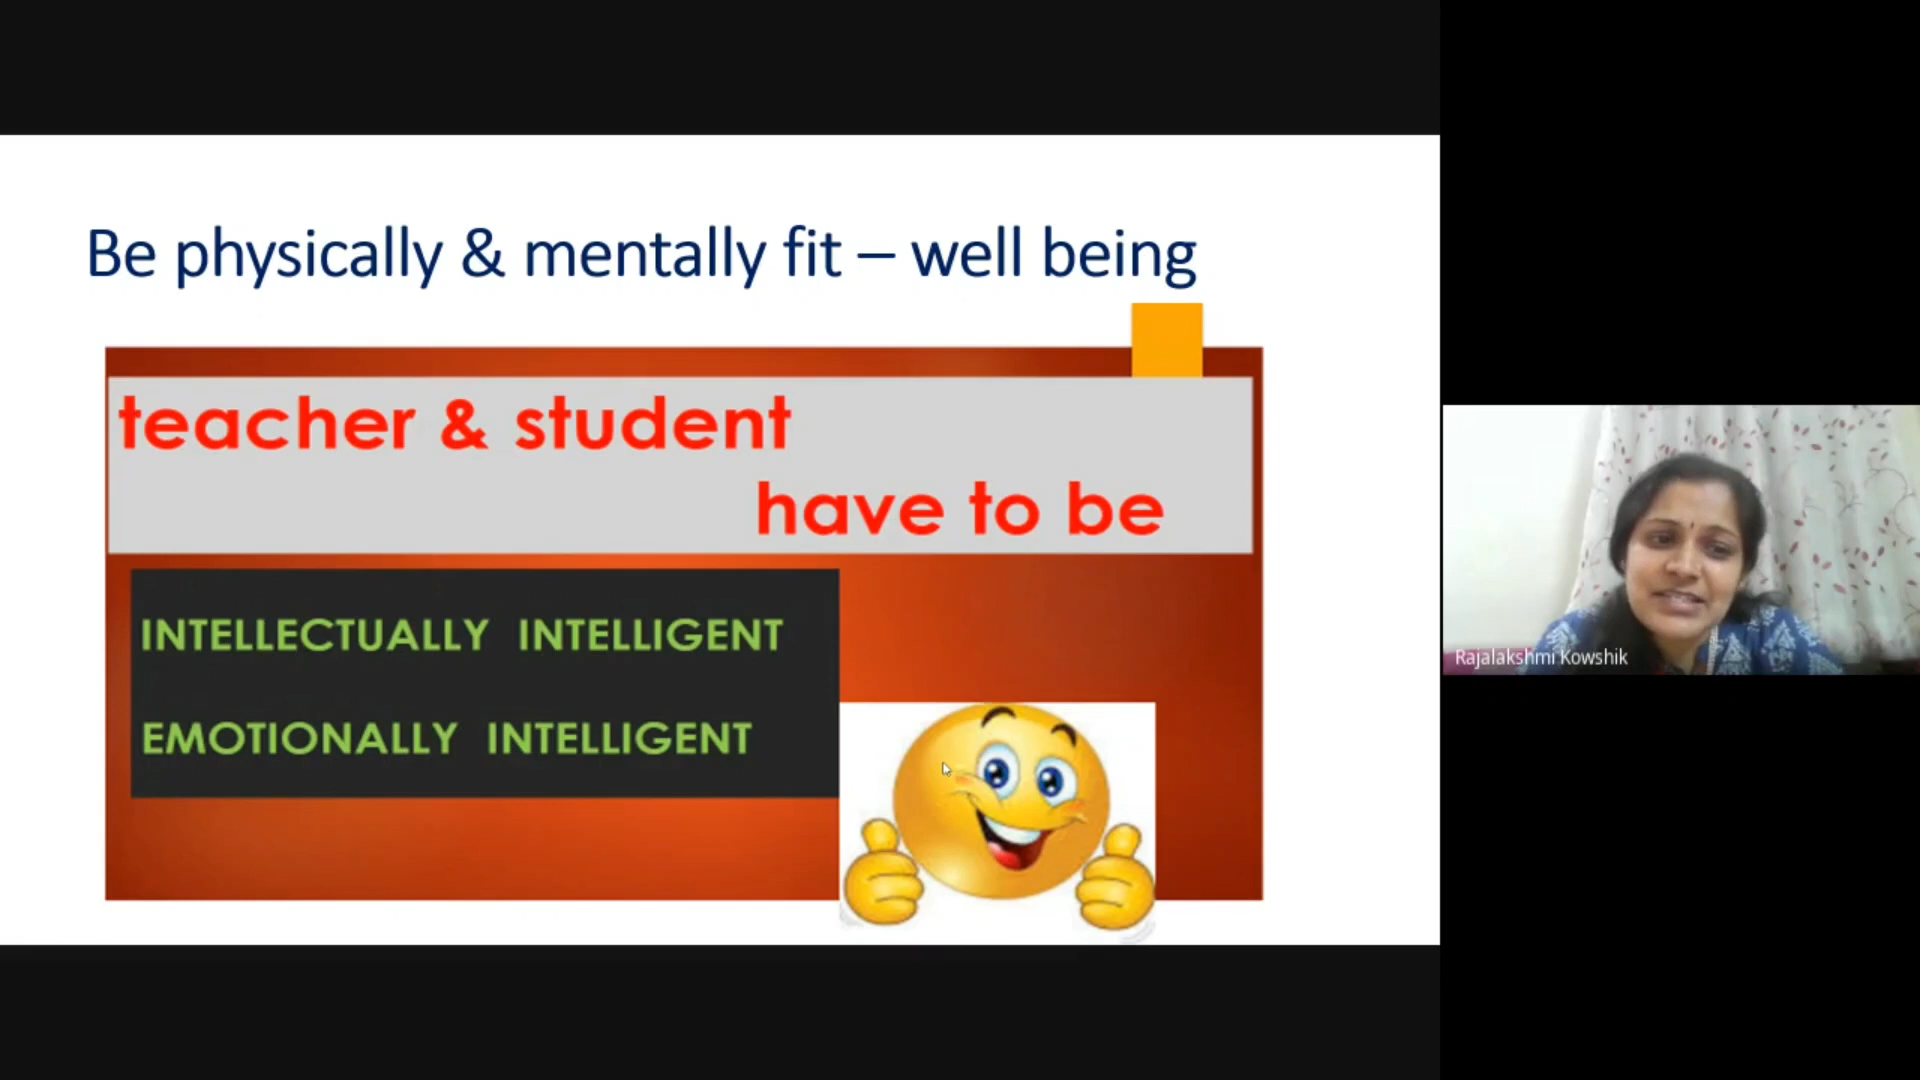 Be physically & mentally fit – well being
teacher & student
have to be
INTELLECTUALLY INTELLIGENT
EMOTIONALLY INTELLIGENT
Rajalakshmi Kowshik